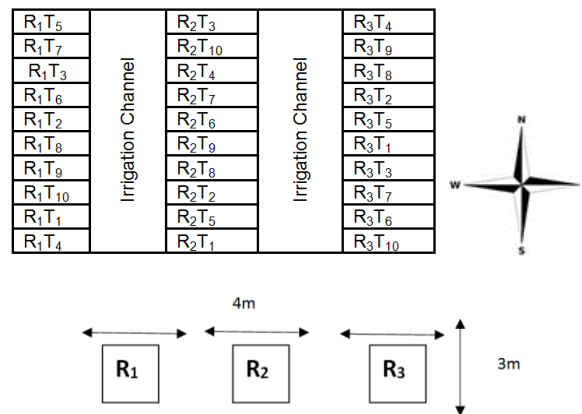 R₁T₅ R₂T₃ R₃T₄
R₁T₇ R₂T₁₀ R₃T₉
R₁T₃ R₂T₄ R₃T₈
R₁T₆ R₂T₇ R₃T₂
R₁T₂ R₂T₆ R₃T₅
R₁T₈ R₂T₉ R₃T₁
R₁T₉ R₂T₈ R₃T₃
R₁T₁₀ R₂T₂ R₃T₇
R₁T₁ R₂T₅ R₃T₆
R₁T₄ R₂T₁ R₃T₁₀
Irrigation Channel
Irrigation Channel
N
W
S
4m
R₁ R₂ R₃
3m